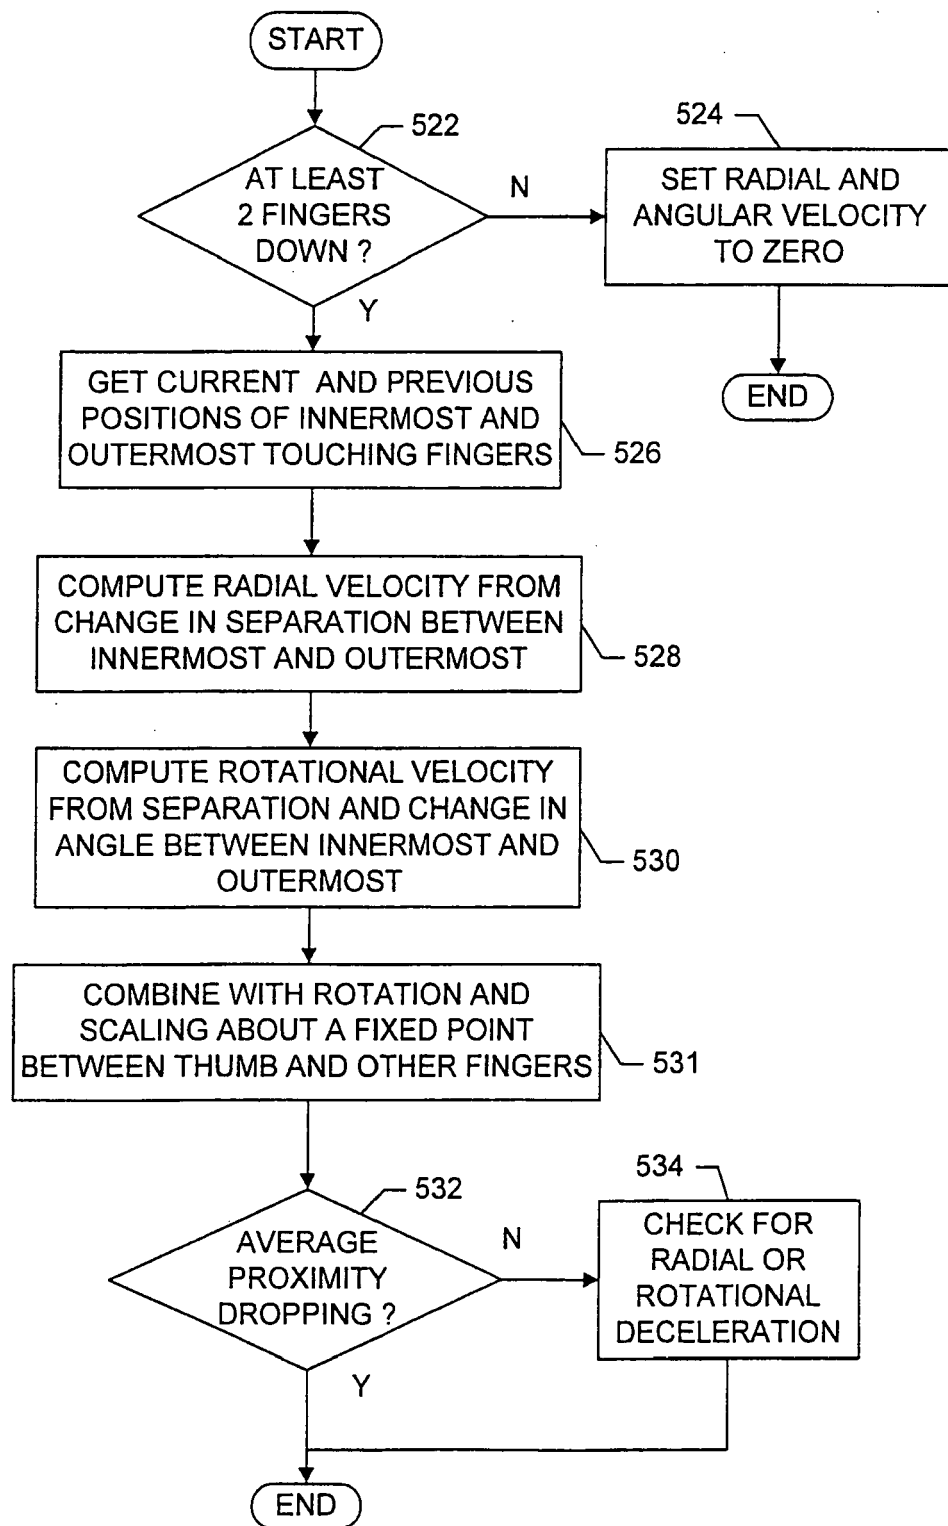 START
522
AT LEAST
2 FINGERS
DOWN ?
N
Y
524
SET RADIAL AND
ANGULAR VELOCITY
TO ZERO
END
GET CURRENT AND PREVIOUS
POSITIONS OF INNERMOST AND
OUTERMOST TOUCHING FINGERS
526
COMPUTE RADIAL VELOCITY FROM
CHANGE IN SEPARATION BETWEEN
INNERMOST AND OUTERMOST
528
COMPUTE ROTATIONAL VELOCITY
FROM SEPARATION AND CHANGE IN
ANGLE BETWEEN INNERMOST AND
OUTERMOST
530
COMBINE WITH ROTATION AND
SCALING ABOUT A FIXED POINT
BETWEEN THUMB AND OTHER FINGERS
531
532
AVERAGE
PROXIMITY
DROPPING ?
N
Y
534
CHECK FOR
RADIAL OR
ROTATIONAL
DECELERATION
END